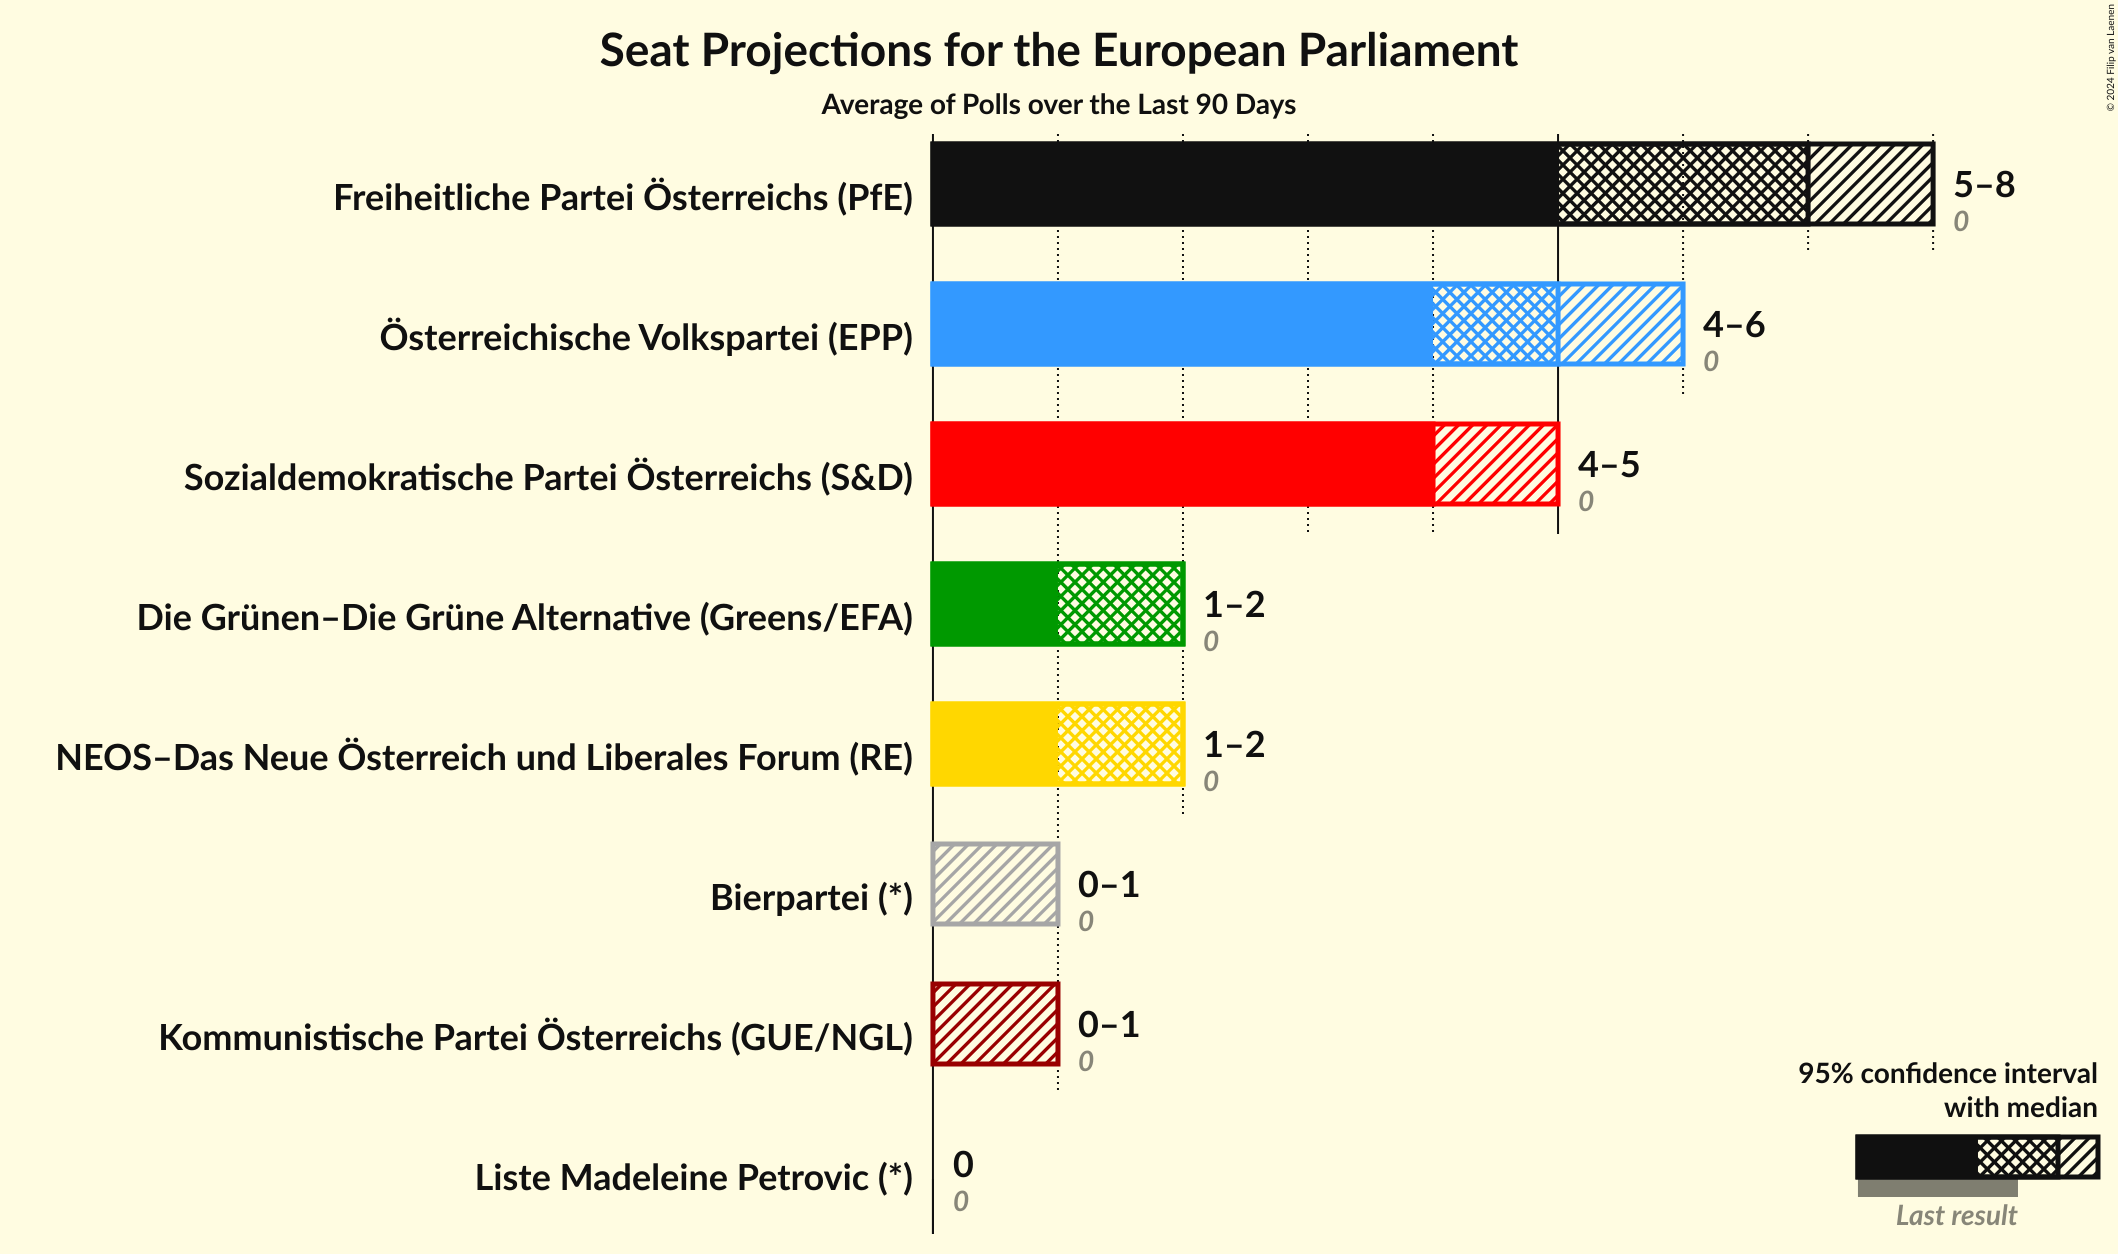 Seat Projections for the European Parliament
Average of Polls over the Last 90 Days
© 2024 Filip van Laenen
Freiheitliche Partei Österreichs (PfE)
5–8
0
Österreichische Volkspartei (EPP)
4–6
0
Sozialdemokratische Partei Österreichs (S&D)
4–5
0
Die Grünen–Die Grüne Alternative (Greens/EFA)
1–2
0
NEOS–Das Neue Österreich und Liberales Forum (RE)
1–2
0
Bierpartei (*)
0–1
0
Kommunistische Partei Österreichs (GUE/NGL)
0–1
0
Liste Madeleine Petrovic (*)
0
0
95% confidence interval
with median
Last result